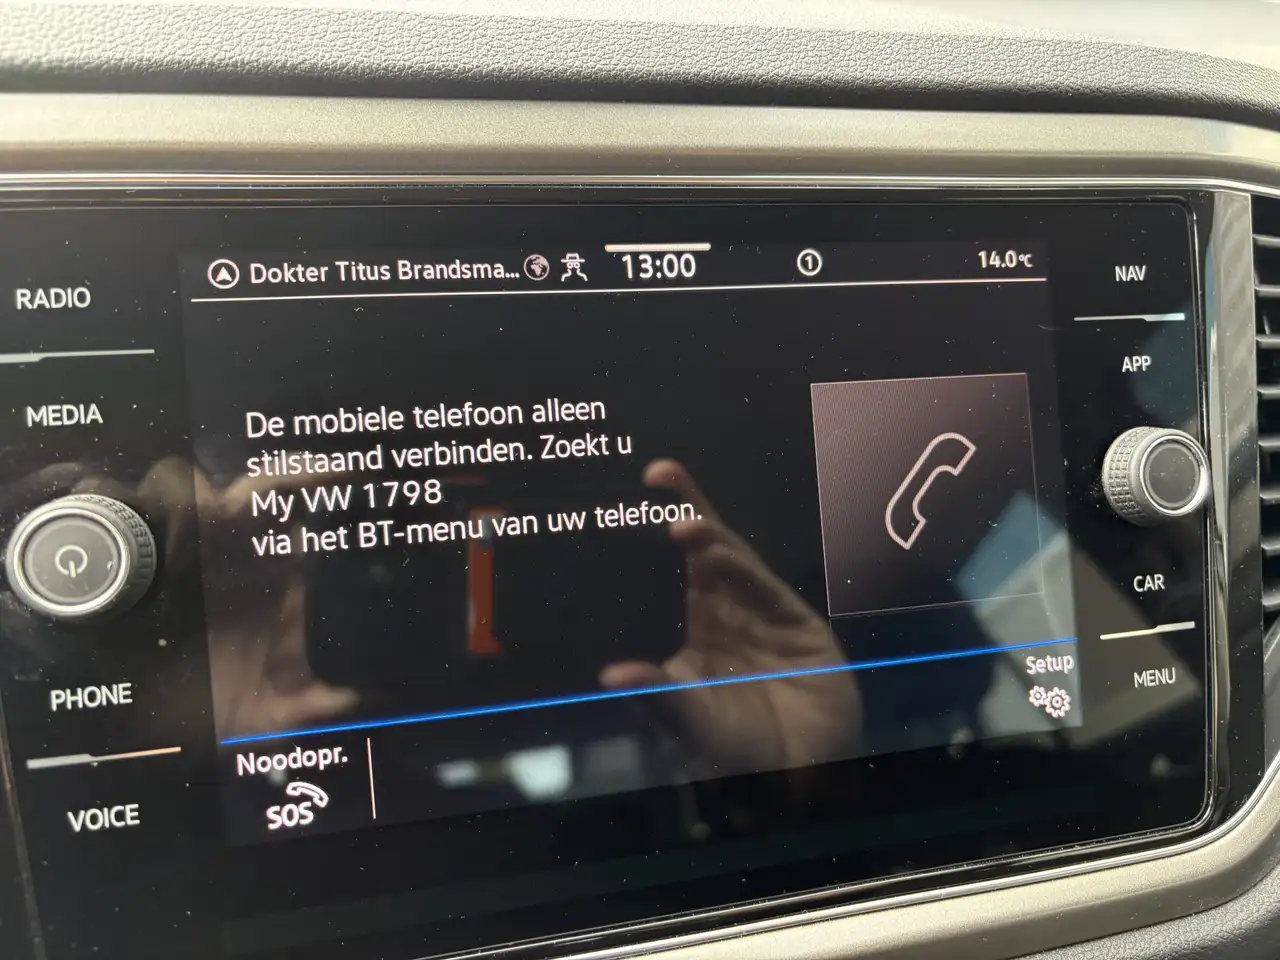 Dokter Titus Brandsma...
13:00
1
14.0°C
RADIO
MEDIA
PHONE
VOICE
De mobiele telefoon alleen
stilstaand verbinden. Zoekt u
My VW 1798
via het BT-menu van uw telefoon.
Noodopr.
SOS
Setup
NAV
APP
CAR
MENU